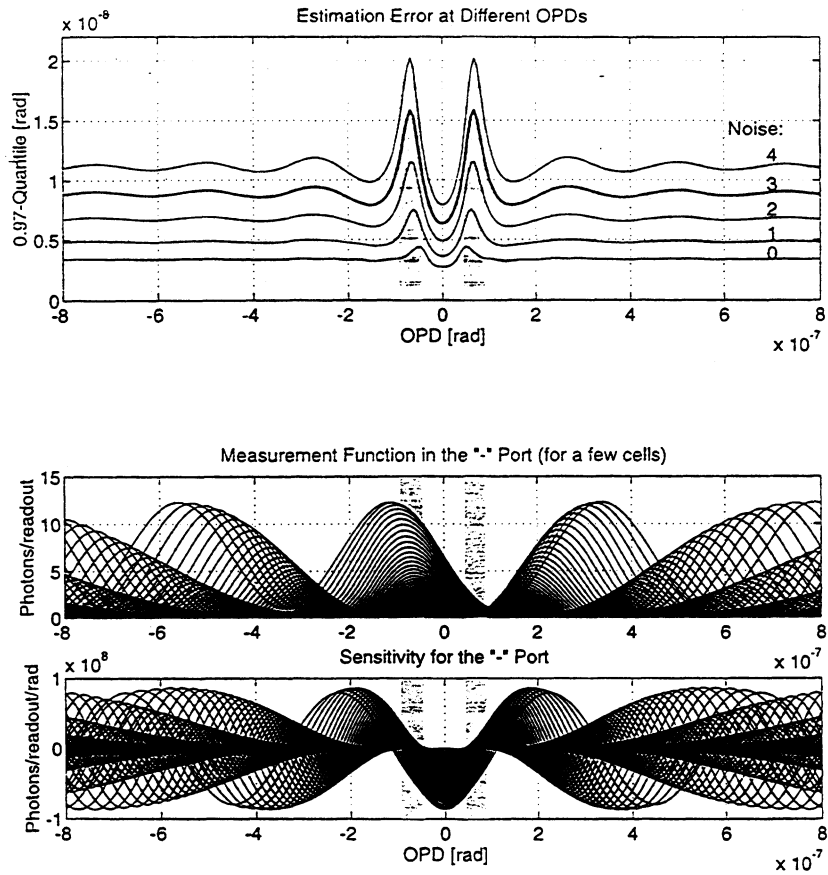 Estimation Error at Different OPDs
x 10^-8
0.97-Quantile [rad]
2
1.5
1
0.5
0
Noise:
4
3
2
1
0
-8 -6 -4 -2 0 2 4 6 8
OPD [rad]
x 10^-7
Measurement Function in the "-" Port (for a few cells)
Photons/readout
15
10
5
0
-8 -6 -4 -2 0 2 4 6 8
x 10^-7
Sensitivity for the "-" Port
x 10^8
Photons/readout/rad
1
0
-1
-8 -6 -4 -2 0 2 4 6 8
OPD [rad]
x 10^-7